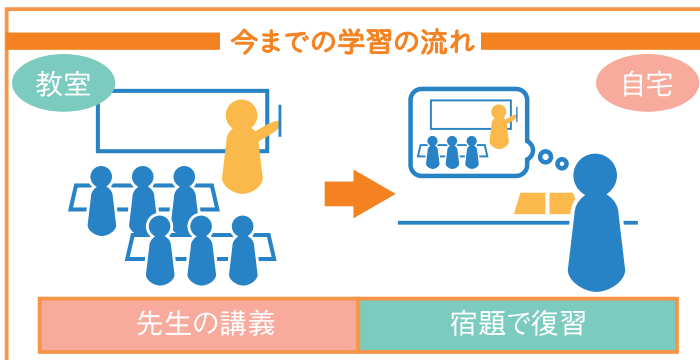 今までの学習の流れ
教室
自宅
先生の講義
宿題で復習